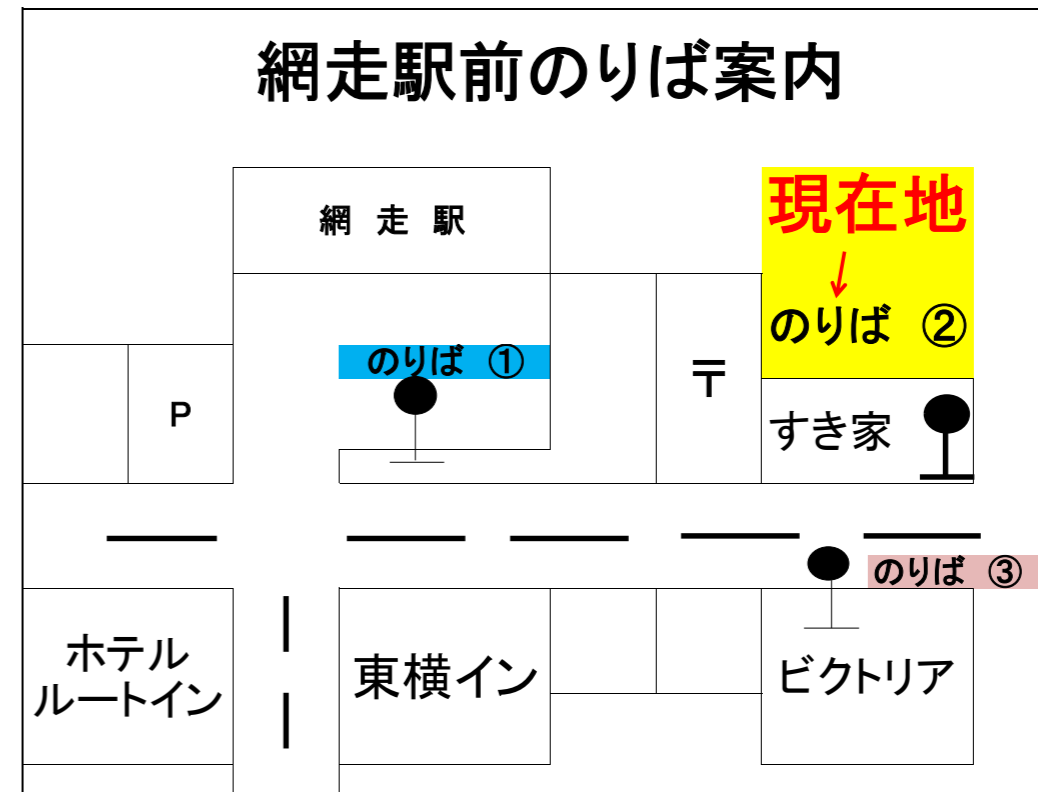 網走駅前のりば案内
網 走 駅
現在地
のりば ②
のりば ①
P
〒
すき家
のりば ③
ホテル
ルートイン
東横イン
ビクトリア